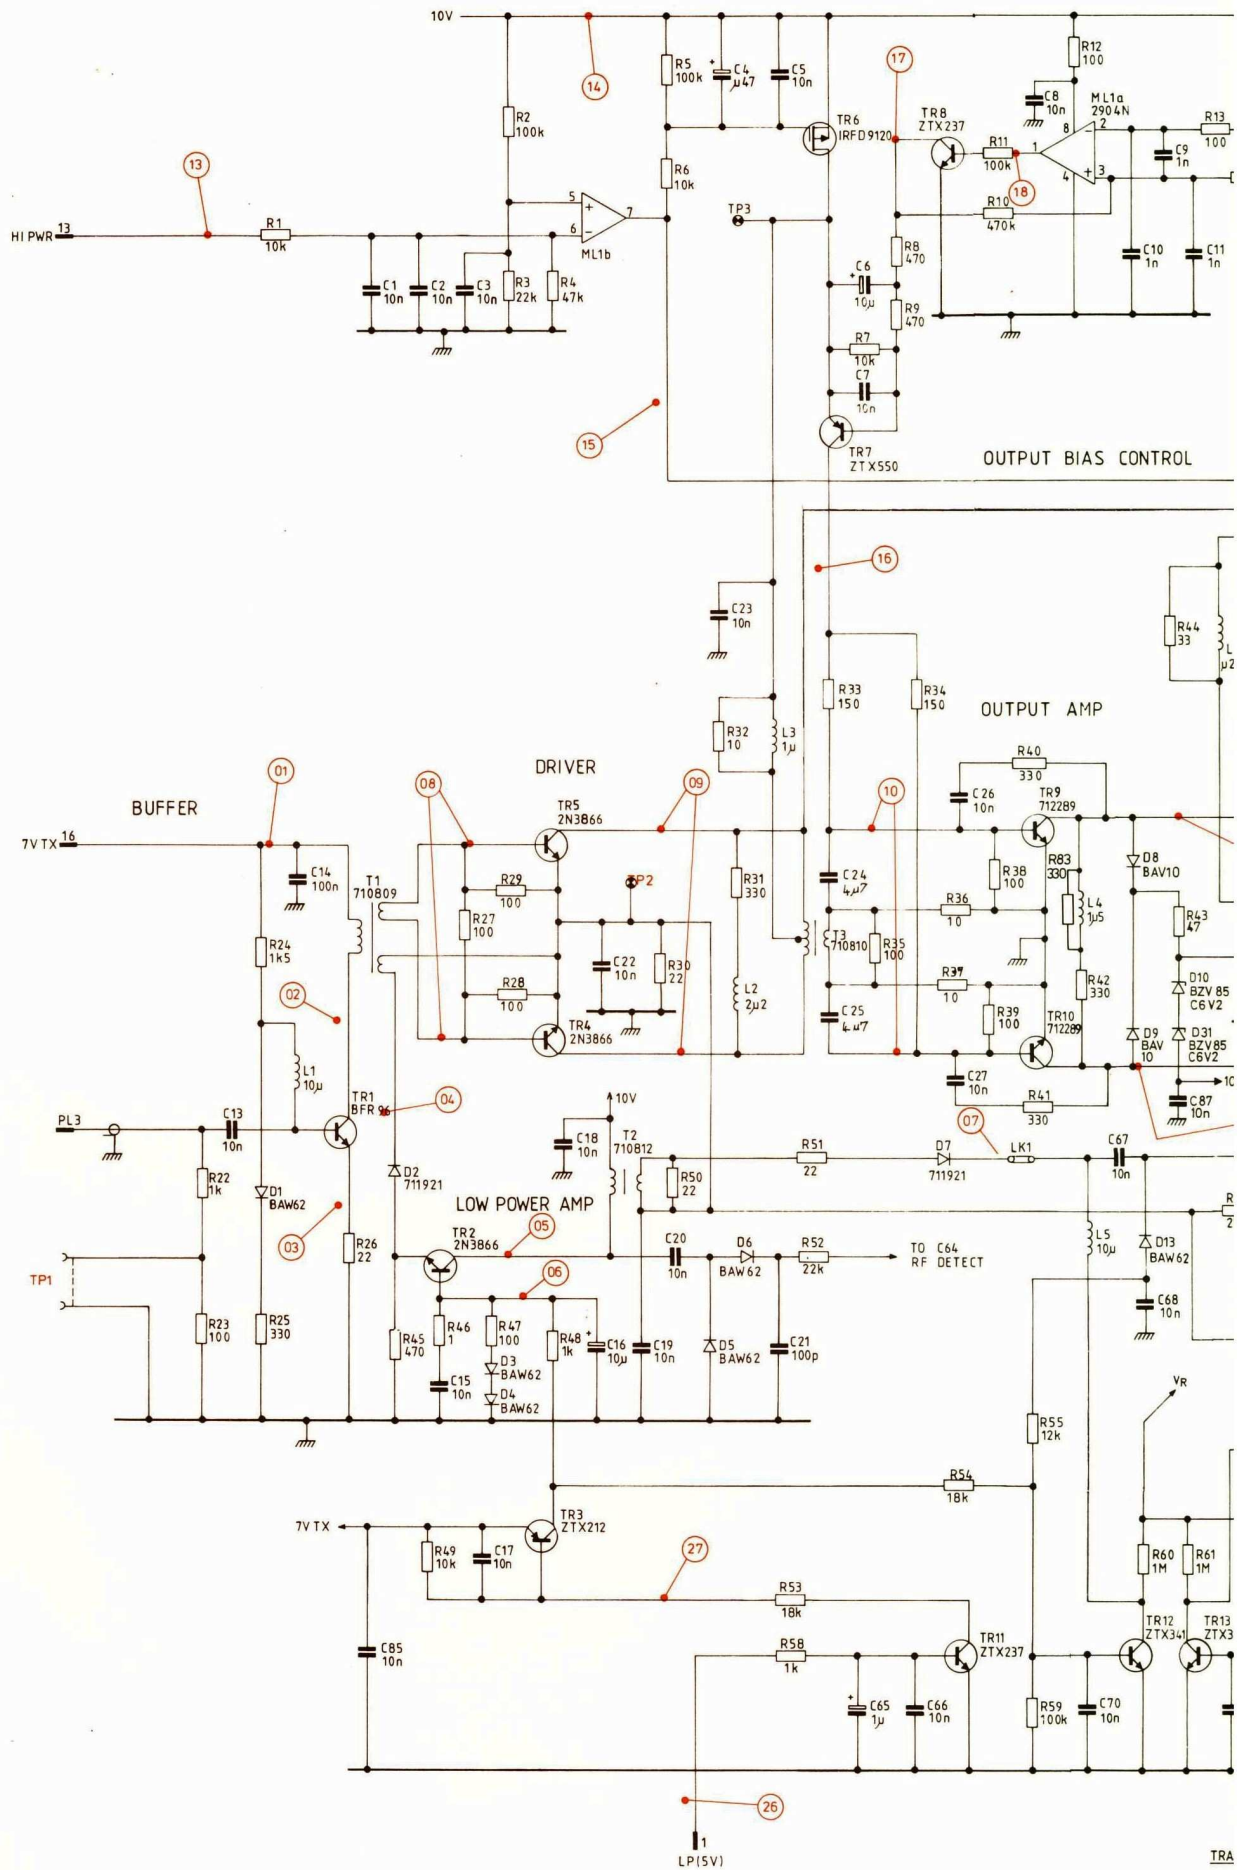 10V
14
R5
100k
C4
µ47
C5
10n
R12
100
17
C8
10n
ML1a
2904N
R2
100k
TR6
IRFD9120
TR8
ZTX237
R11
100k
8
2
1
3
4
18
C9
1n
R13
100
13
R6
10k
R10
470k
HI PWR 13
R1
10k
5
6
7
ML1b
TP3
R8
470
C10
1n
C11
1n
C1
10n
C2
10n
C3
10n
R3
22k
R4
47k
C6
10µ
R9
470
R7
10k
C7
10n
15
TR7
ZTX550
OUTPUT BIAS CONTROL
16
C23
10n
R44
33
L
µ2
R33
150
R34
150
R32
10
L3
1µ
OUTPUT AMP
R40
330
01
DRIVER
08
09
10
C26
10n
TR9
712289
BUFFER
TR5
2N3866
7V TX 16
C14
100n
T1
710809
R29
100
TP2
R31
330
C24
4µ7
R38
100
R83
330
D8
BAV10
R27
100
R36
10
L4
1µ5
R43
47
R24
1k5
T3
710810
R35
100
C22
10n
R30
22
R28
100
R37
10
R42
330
D10
BZV 85
C6V2
02
L2
2µ2
TR4
2N3866
C25
4µ7
R39
100
TR10
712289
D9
BAV
10
D31
BZV85
C6V2
L1
10µ
C27
10n
R41
330
10
C87
10n
TR1
BFR 96
04
10V
PL3
C13
10n
C18
10n
T2
710812
07
R51
22
D7
711921
LK1
C67
10n
R22
1k
D2
711921
R50
22
D1
BAW62
LOW POWER AMP
R
2
03
TR2
2N3866
05
R26
22
C20
10n
D6
BAW62
R52
22k
TO C64
RF DETECT
L5
10µ
D13
BAW62
TP1
06
C68
10n
R23
100
R25
330
R45
470
R46
1
R47
100
R48
1k
C16
10µ
C19
10n
D5
BAW62
C21
100p
D3
BAW62
C15
10n
D4
BAW62
VR
R55
12k
R54
18k
TR3
ZTX212
7V TX
R49
10k
C17
10n
27
R60
1M
R61
1M
R53
18k
C85
10n
R58
1k
TR11
ZTX237
TR12
ZTX341
TR13
ZTX3
C65
1µ
C66
10n
R59
100k
C70
10n
26
1
LP(5V)
TRA